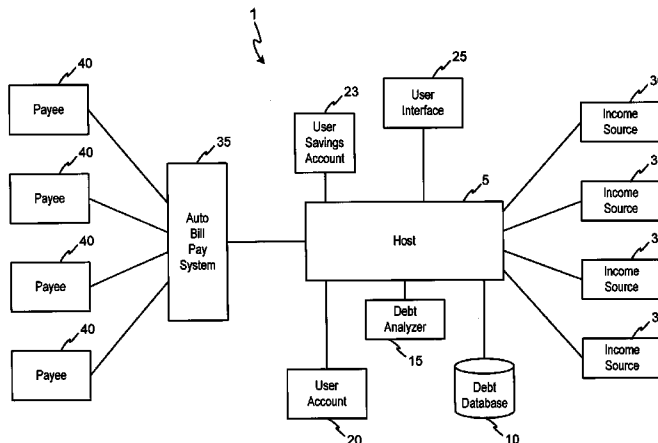 1
40
Payee
40
Payee
40
Payee
40
Payee
35
Auto
Bill
Pay
System
23
User
Savings
Account
25
User
Interface
5
Host
Debt
Analyzer
15
User
Account
20
Debt
Database
10
Income
Source
Income
Source
Income
Source
Income
Source